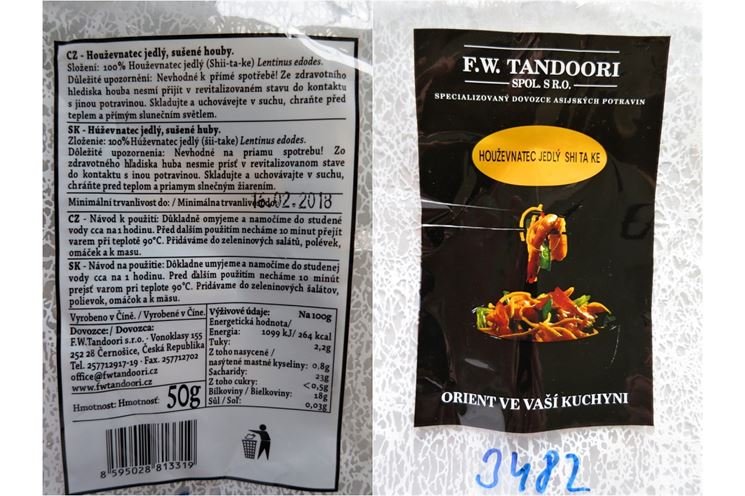 CZ - Houževnatec jedlý, sušené houby.
Složení: 100% Houževnatec jedlý (Shii-ta-ke) Lentinus edodes.
Důležité upozornění: Nevhodné k přímé spotřebě! Ze zdravotního
hlediska houba nesmí přijít v revitalizovaném stavu do kontaktu
s jinou potravinou. Skladujte a uchovávejte v suchu, chraňte před
teplem a přímým slunečním světlem.
SK - Húževnatec jedlý, sušené huby.
Zloženie: 100%Húževnatec jedlý (šii-take) Lentinus edodes.
Dôležité upozornenia: Nevhodné na priamu spotrebu! Zo
zdravotného hľadiska huba nesmie prísť v revitalizovanom stave
do kontaktu s inou potravinou. Skladujte a uchovávajte v suchu,
chráňte pred teplom a priamym slnečným žiarením.
Minimální trvanlivost do: / Minimálna trvanlivosť do:
16.02.2018
CZ - Návod k použití: Důkladně omyjeme a namočíme do studené
vody cca na 1 hodinu. Před dalším použitím necháme 10 minut přejít
varem při teplotě 90°C. Přidáváme do zeleninových salátů, polévek,
omáček a k masu.
SK - Návod na použitie: Dôkladne omyjeme a namočíme do studenej
vody cca na 1 hodinu. Pred ďalším použitím necháme 10 minút
prejsť varom pri teplote 90°C. Pridávame do zeleninových šalátov,
polievok, omáčok a k mäsu.
Vyrobeno v Číně. / Vyrobené v Číne.
Dovozce: / Dovozca:
F.W.Tandoori s.r.o. · Vonoklasy 155
252 28 Černošice, Česká Republika
Tel. 257712917-19 · Fax. 257712702
office@fwtandoori.cz
www.fwtandoori.cz
Hmotnost: Hmotnosť: 50g
Výživové údaje: Na 100g
Energetická hodnota/
Energia: 1099 kJ/ 264 kcal
Tuky: 2,2g
Z toho nasycené /
nasýtené mastné kyseliny: 0,8g
Sacharidy: 23g
Z toho cukry: <0,5g
Bílkoviny / Bielkoviny: 18g
Sůl / Soľ: 0,03g
8 595028 813319
F.W. TANDOORI
SPOL. S R.O.
SPECIALIZOVANÝ DOVOZCE ASIJSKÝCH POTRAVIN
HOUŽEVNATEC JEDLÝ SHI TA KE
ORIENT VE VAŠÍ KUCHYNI
3482